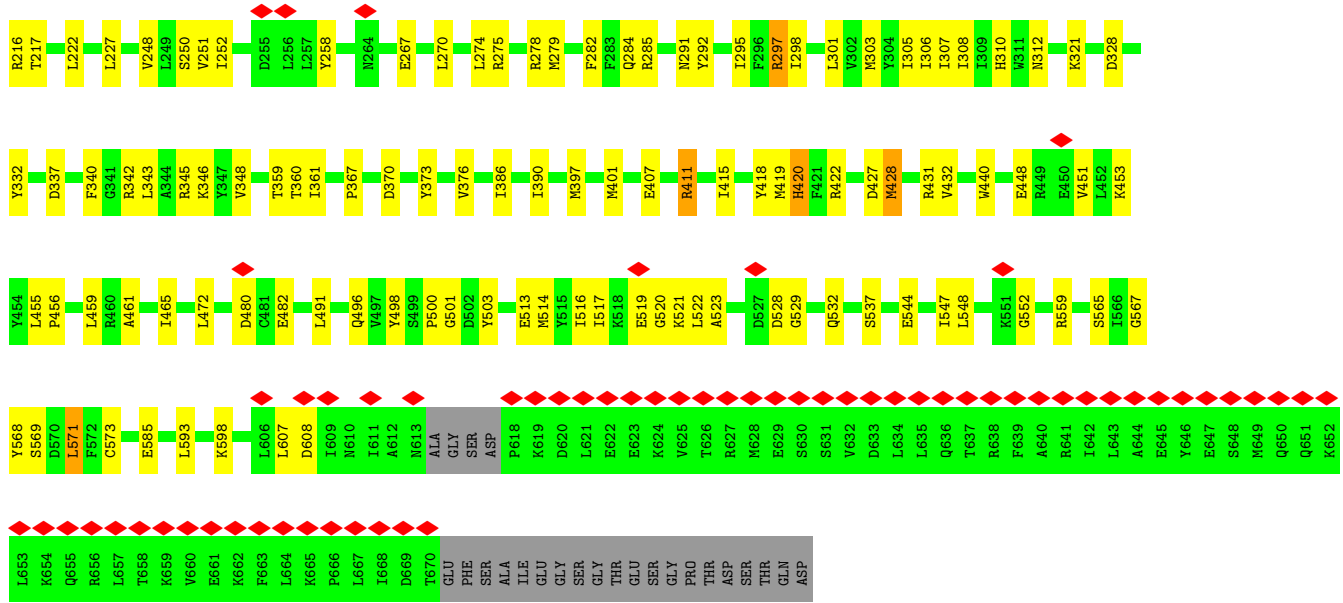 R216 T217 L222 L227 V248 L249 S250 V251 I252 D255 L256 L257 Y258 N264 E267 L270 L274 R275 R278 M279 F282 F283 Q284 R285 N291 Y292 I295 F296 R297 I298 L301 V302 M303 Y304 I305 I306 I307 I308 I309 H310 W311 N312 K321 D328
Y332 D337 F340 G341 R342 L343 A344 R345 K346 Y347 V348 T359 T360 I361 P367 D370 Y373 V376 I386 I390 M397 M401 E407 R411 I415 Y418 M419 H420 F421 R422 D427 M428 R431 V432 W440 E448 R449 E450 V451 L452 K453
Y454 L455 P456 L459 R460 A461 I465 L472 D480 C481 E482 L491 Q496 V497 Y498 S499 P500 G501 D502 Y503 E513 M514 Y515 I516 I517 K518 E519 G520 K521 L522 A523 D527 D528 G529 Q532 S537 E544 I547 L548 K551 G552 R559 S565 I566 G567
Y568 S569 D570 L571 F572 C573 E585 L593 K598 L606 L607 D608 I609 N610 I611 A612 N613 ALA GLY SER ASP P618 K619 D620 L621 E622 E623 K624 V625 T626 R627 M628 E629 S630 S631 V632 D633 L634 L635 Q636 T637 R638 F639 A640 R641 I642 L643 A644 E645 Y646 E647 S648 M649 Q650 Q651 K652
L653 K654 Q655 R656 L657 T658 K659 V660 E661 K662 F663 L664 K665 P666 L667 I668 D669 T670 GLU PHE SER ALA ILE GLU GLY SER GLY THR GLU SER GLY PRO THR ASP SER THR GLN ASP